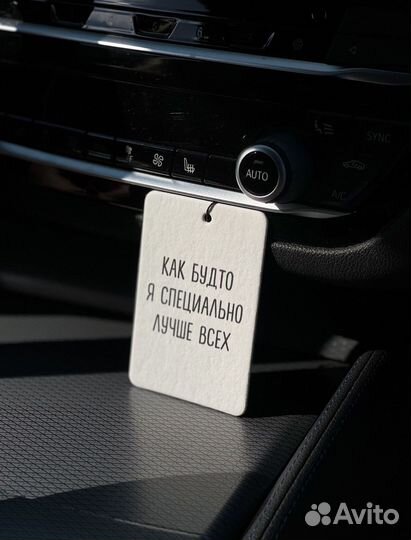 AUTO
SYNC
A/C
КАК БУДТО
Я СПЕЦИАЛЬНО
ЛУЧШЕ ВСЕХ
Avito